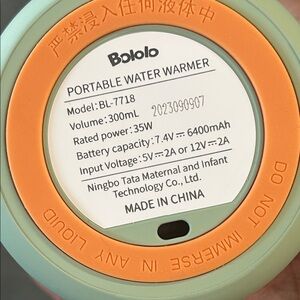 严禁浸入任何液体中
Bololo
PORTABLE WATER WARMER
Model:BL-7718
Volume:300mL 2023090907
Rated power:35W
Battery capacity:7.4V⎓ 6400mAh
Input Voltage:5V⎓2A or 12V⎓2A
Ningbo Tata Maternal and Infant
Technology Co., Ltd.
MADE IN CHINA
DO NOT IMMERSE IN ANY LIQUID